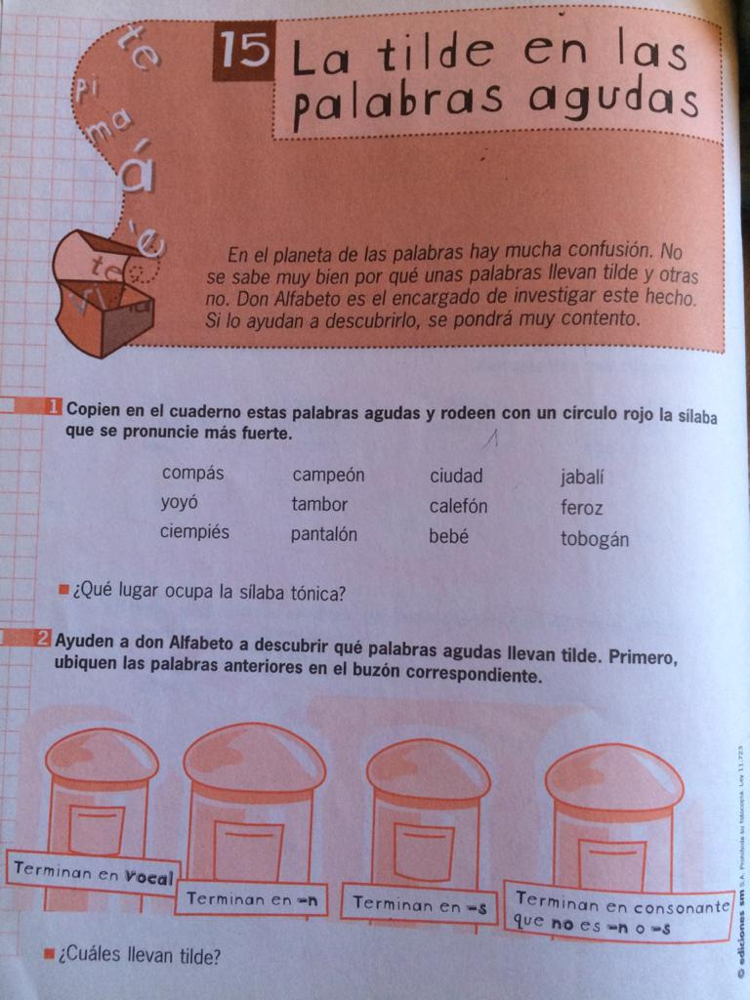 te
pi
ma
á
é
te
15 La tilde en las
palabras agudas
En el planeta de las palabras hay mucha confusión. No
se sabe muy bien por qué unas palabras llevan tilde y otras
no. Don Alfabeto es el encargado de investigar este hecho.
Si lo ayudan a descubrirlo, se pondrá muy contento.
1 Copien en el cuaderno estas palabras agudas y rodeen con un círculo rojo la sílaba
que se pronuncie más fuerte.
compás campeón ciudad jabalí
yoyó tambor calefón feroz
ciempiés pantalón bebé tobogán
¿Qué lugar ocupa la sílaba tónica?
2 Ayuden a don Alfabeto a descubrir qué palabras agudas llevan tilde. Primero,
ubiquen las palabras anteriores en el buzón correspondiente.
Terminan en vocal
Terminan en -n
Terminan en -s
Terminan en consonante
que no es -n o -s
¿Cuáles llevan tilde?
© ediciones sm S.A. Prohibida su fotocopia. Ley 11.723